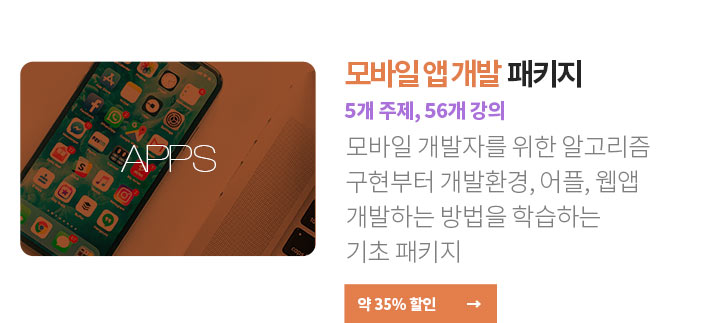 APPS
모바일 앱 개발 패키지
5개 주제, 56개 강의
모바일 개발자를 위한 알고리즘
구현부터 개발환경, 어플, 웹앱
개발하는 방법을 학습하는
기초 패키지
약 35% 할인 →